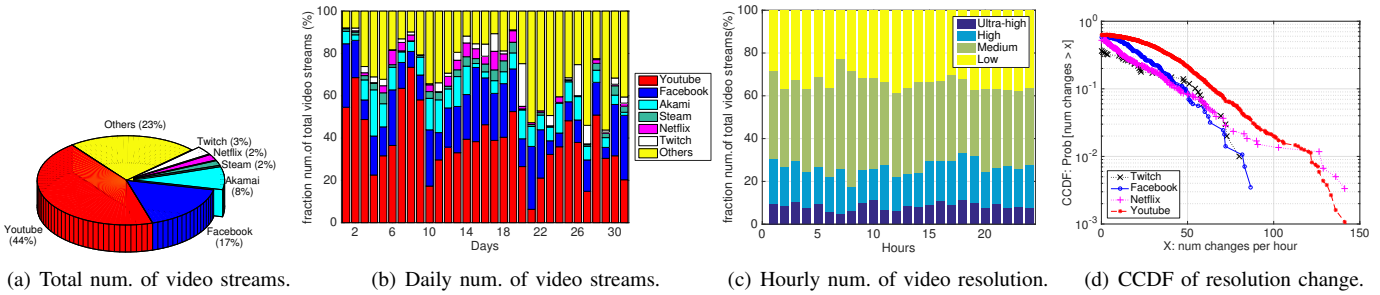 Others (23%)
Twitch (3%)
Netflix (2%)
Steam (2%)
Akamai
(8%)
Facebook
(17%)
Youtube
(44%)
(a) Total num. of video streams.
fraction num.of total video streams (%)
100
80
60
40
20
0
2 6 10 14 18 22 26 30
Days
Youtube
Facebook
Akami
Steam
Netflix
Twitch
Others
(b) Daily num. of video streams.
fraction num.of total video streams(%)
100
80
60
40
20
0
0 5 10 15 20
Hours
Ultra-high
High
Medium
Low
(c) Hourly num. of video resolution.
CCDF: Prob [num changes > x]
10^0
10^-1
10^-2
10^-3
0 50 100 150
X: num changes per hour
Twitch
Facebook
Netflix
Youtube
(d) CCDF of resolution change.